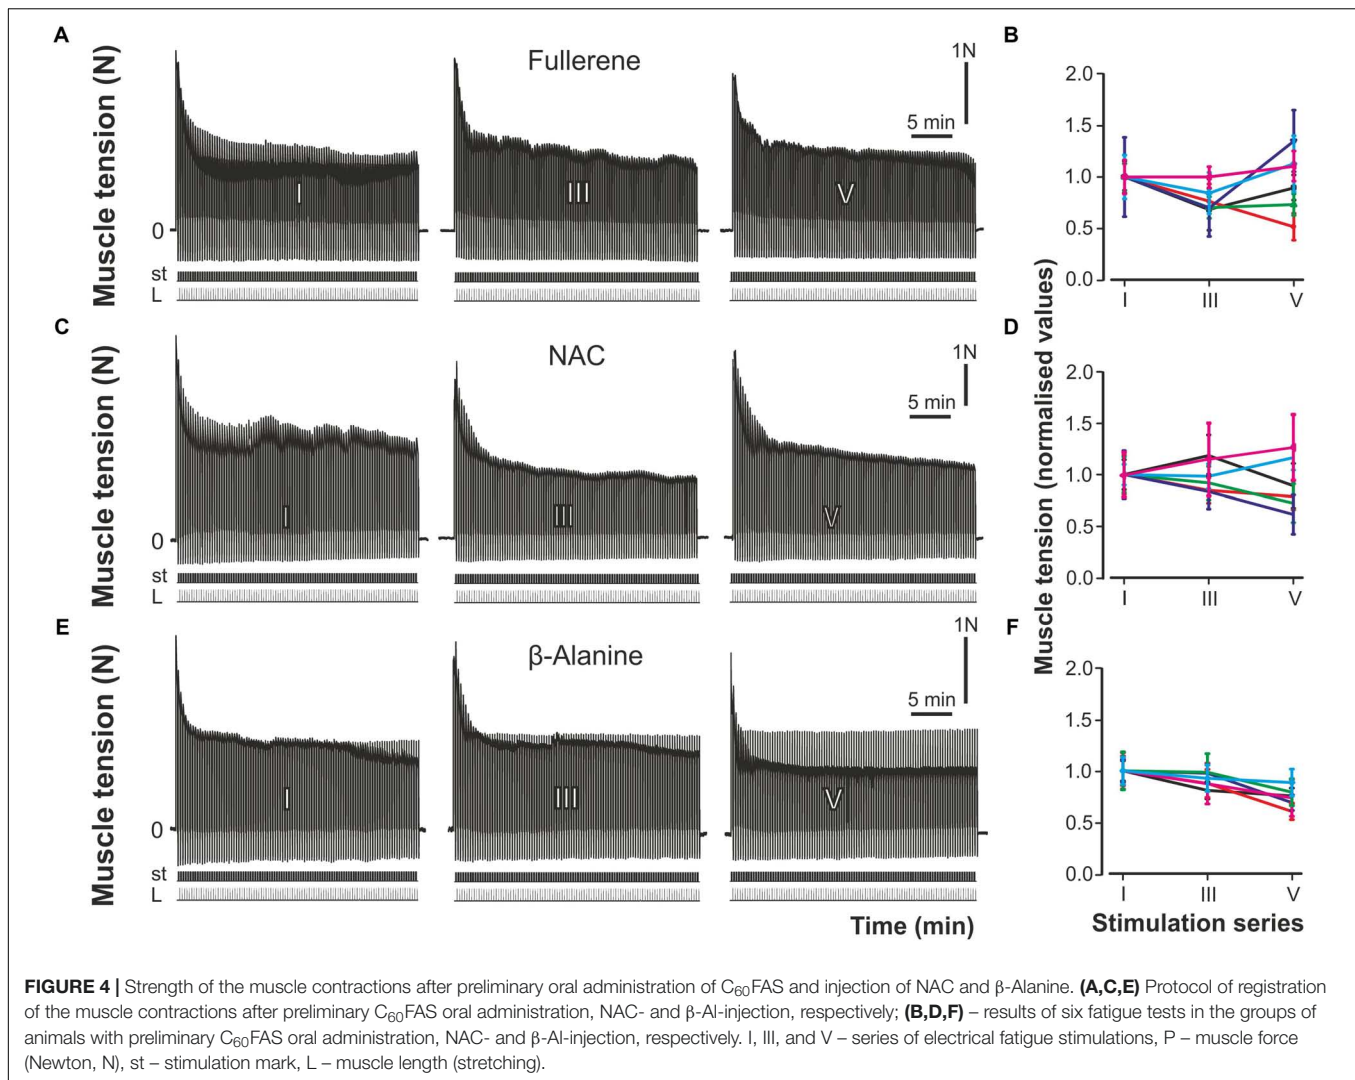 A
Fullerene
1N
5 min
Muscle tension (N)
0
I
III
V
st
L
B
2.0
1.5
1.0
0.5
0.0
I
III
V
C
NAC
1N
5 min
Muscle tension (N)
0
I
III
V
st
L
D
2.0
1.5
1.0
0.5
0.0
I
III
V
Muscle tension (normalised values)
E
β-Alanine
1N
5 min
Muscle tension (N)
0
I
III
V
st
L
Time (min)
F
2.0
1.5
1.0
0.5
0.0
I
III
V
Stimulation series
FIGURE 4 | Strength of the muscle contractions after preliminary oral administration of C₆₀FAS and injection of NAC and β-Alanine. (A,C,E) Protocol of registration
of the muscle contractions after preliminary C₆₀FAS oral administration, NAC- and β-Al-injection, respectively; (B,D,F) – results of six fatigue tests in the groups of
animals with preliminary C₆₀FAS oral administration, NAC- and β-Al-injection, respectively. I, III, and V – series of electrical fatigue stimulations, P – muscle force
(Newton, N), st – stimulation mark, L – muscle length (stretching).